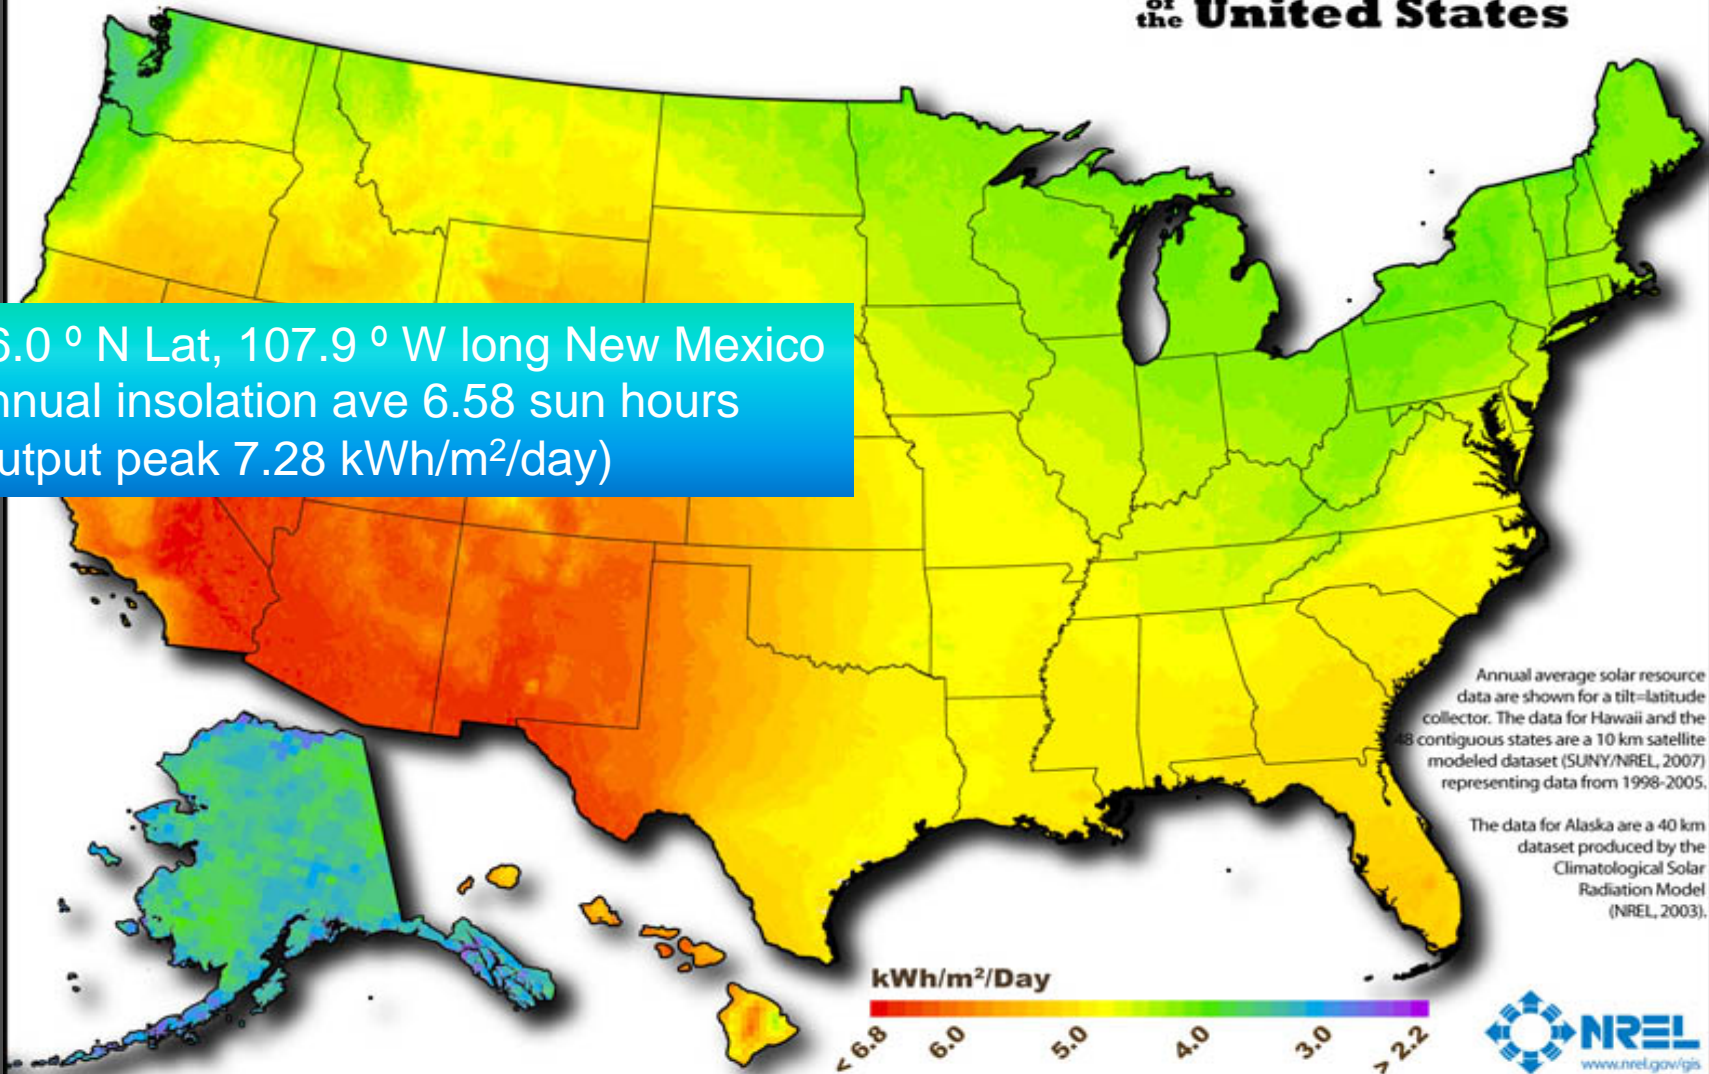 of
the United States
6.0 º N Lat, 107.9 º W long New Mexico
nnual insolation ave 6.58 sun hours
utput peak 7.28 kWh/m²/day)
Annual average solar resource
data are shown for a tilt=latitude
collector. The data for Hawaii and the
48 contiguous states are a 10 km satellite
modeled dataset (SUNY/NREL, 2007)
representing data from 1998-2005.
The data for Alaska are a 40 km
dataset produced by the
Climatological Solar
Radiation Model
(NREL, 2003).
kWh/m²/Day
< 6.8 6.0 5.0 4.0 3.0 > 2.2
NREL
www.nrel.gov/gis